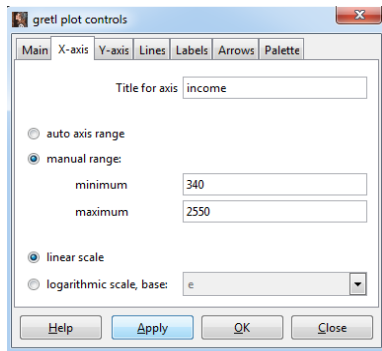 gretl plot controls
Main X-axis Y-axis Lines Labels Arrows Palette
Title for axis income
auto axis range
manual range:
minimum 340
maximum 2550
linear scale
logarithmic scale, base: e
Help Apply OK Close